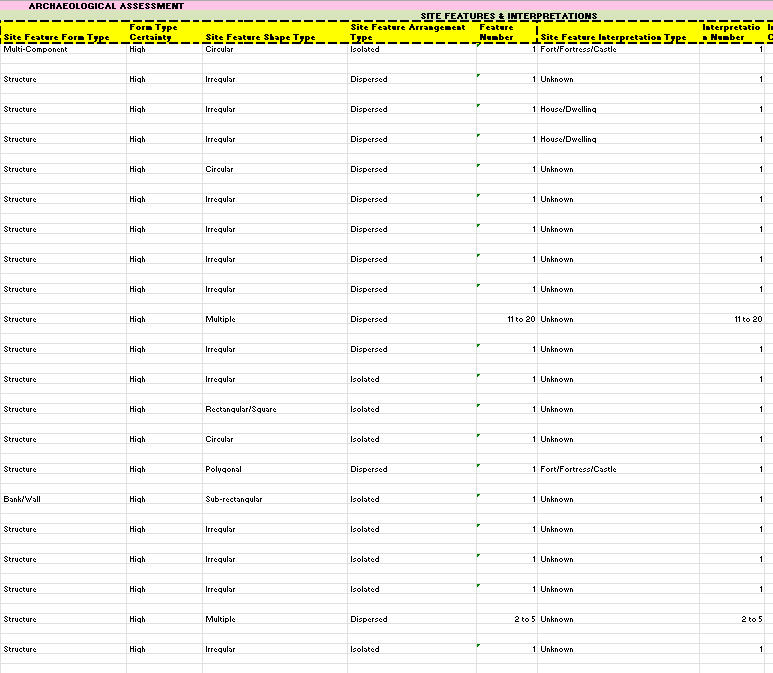 ARCHAEOLOGICAL ASSESSMENT
SITE FEATURES & INTERPRETATIONS
Site Feature Form Type Form Type Certainty Site Feature Shape Type Site Feature Arrangement Type Feature Number Site Feature Interpretation Type Interpretatio n Number
Multi-Component High Circular Isolated 1 Fort/Fortress/Castle 1
Structure High Irregular Dispersed 1 Unknown 1
Structure High Irregular Dispersed 1 House/Dwelling 1
Structure High Irregular Dispersed 1 House/Dwelling 1
Structure High Circular Dispersed 1 Unknown 1
Structure High Irregular Dispersed 1 Unknown 1
Structure High Irregular Dispersed 1 Unknown 1
Structure High Irregular Dispersed 1 Unknown 1
Structure High Irregular Dispersed 1 Unknown 1
Structure High Multiple Dispersed 11 to 20 Unknown 11 to 20
Structure High Irregular Dispersed 1 Unknown 1
Structure High Irregular Isolated 1 Unknown 1
Structure High Rectangular/Square Isolated 1 Unknown 1
Structure High Circular Isolated 1 Unknown 1
Structure High Polygonal Dispersed 1 Fort/Fortress/Castle 1
Bank/Wall High Sub-rectangular Isolated 1 Unknown 1
Structure High Irregular Isolated 1 Unknown 1
Structure High Irregular Isolated 1 Unknown 1
Structure High Irregular Isolated 1 Unknown 1
Structure High Multiple Dispersed 2 to 5 Unknown 2 to 5
Structure High Irregular Isolated 1 Unknown 1